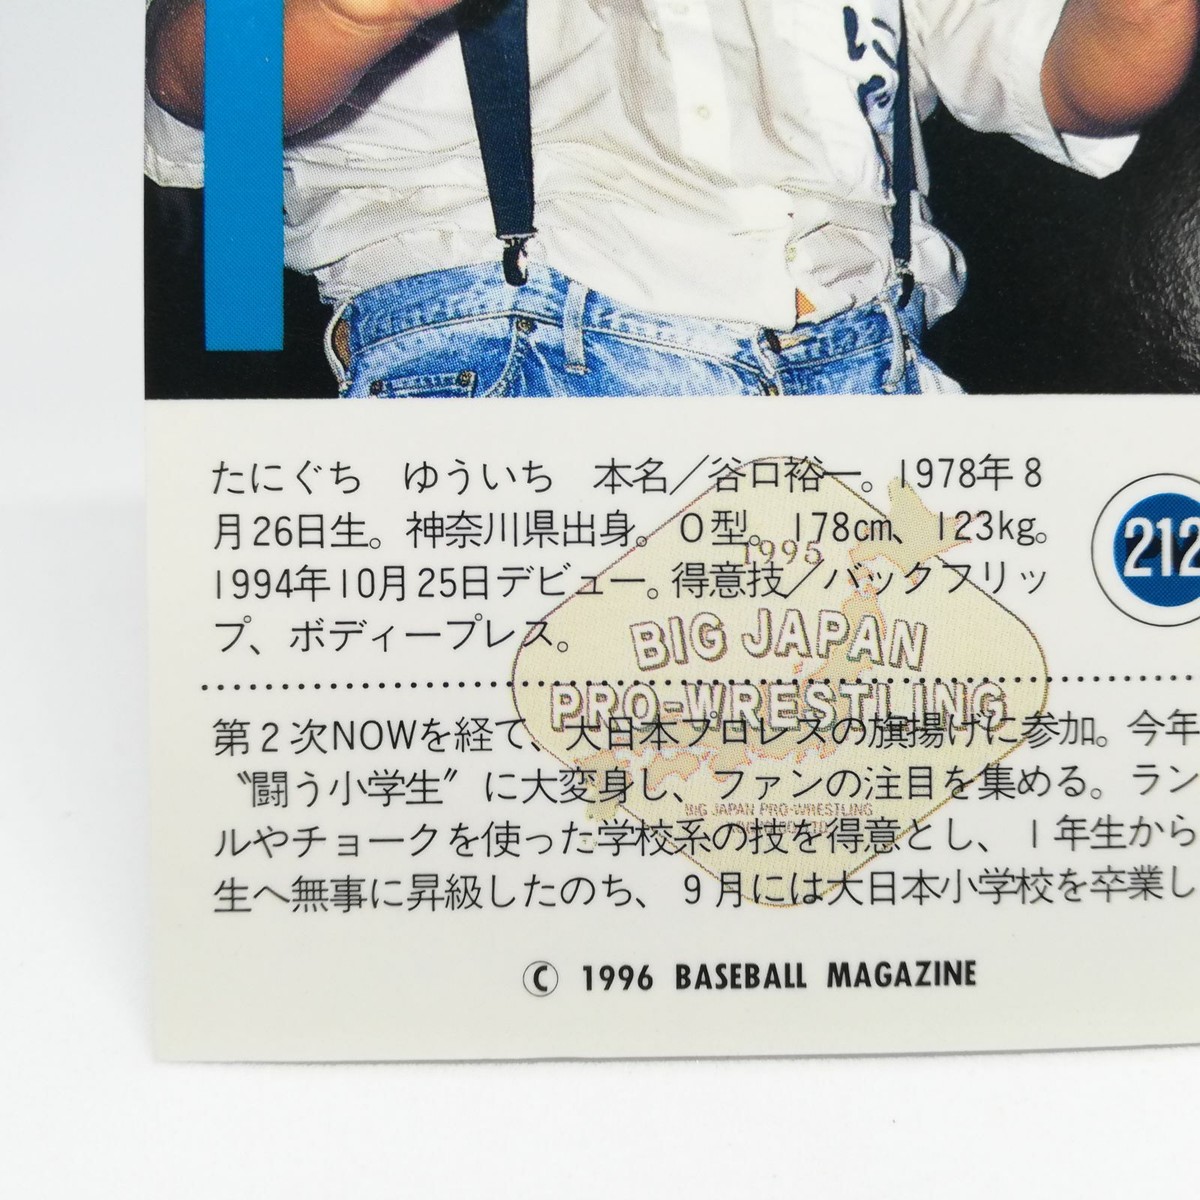 たにぐち　ゆういち　本名／谷口裕一。1978年8
月26日生。神奈川県出身。O型。178cm、123kg。
1994年10月25日デビュー。得意技／バックフリッ
プ、ボディープレス。
212
1995
BIG JAPAN
PRO-WRESTLING
BIG JAPAN PRO-WRESTLING
第2次NOWを経て、大日本プロレスの旗揚げに参加。今年
〝闘う小学生〟に大変身し、ファンの注目を集める。ラン
ルやチョークを使った学校系の技を得意とし、1年生から
生へ無事に昇級したのち、9月には大日本小学校を卒業し
© 1996 BASEBALL MAGAZINE